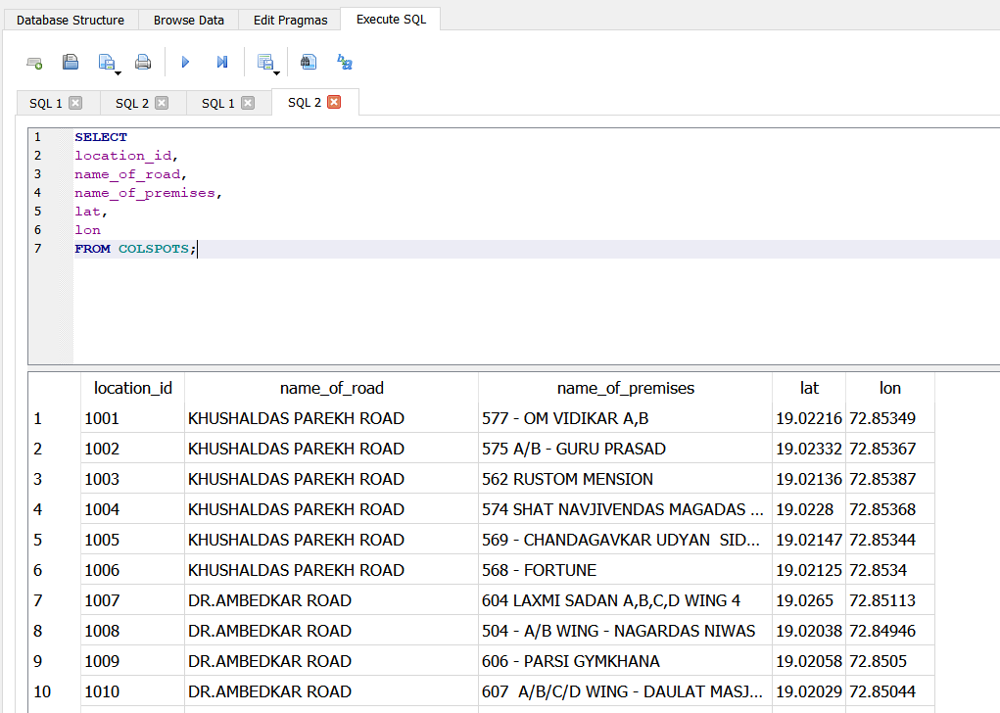 Database Structure Browse Data Edit Pragmas Execute SQL
SQL 1 SQL 2 SQL 1 SQL 2
1 SELECT
2 location_id,
3 name_of_road,
4 name_of_premises,
5 lat,
6 lon
7 FROM COLSPOTS;
location_id name_of_road name_of_premises lat lon
1 1001 KHUSHALDAS PAREKH ROAD 577 - OM VIDIKAR A,B 19.02216 72.85349
2 1002 KHUSHALDAS PAREKH ROAD 575 A/B - GURU PRASAD 19.02332 72.85367
3 1003 KHUSHALDAS PAREKH ROAD 562 RUSTOM MENSION 19.02136 72.85387
4 1004 KHUSHALDAS PAREKH ROAD 574 SHAT NAVJIVENDAS MAGADAS ... 19.0228 72.85368
5 1005 KHUSHALDAS PAREKH ROAD 569 - CHANDAGAVKAR UDYAN  SID... 19.02147 72.85344
6 1006 KHUSHALDAS PAREKH ROAD 568 - FORTUNE 19.02125 72.8534
7 1007 DR.AMBEDKAR ROAD 604 LAXMI SADAN A,B,C,D WING 4 19.0265 72.85113
8 1008 DR.AMBEDKAR ROAD 504 - A/B WING - NAGARDAS NIWAS 19.02038 72.84946
9 1009 DR.AMBEDKAR ROAD 606 - PARSI GYMKHANA 19.02058 72.8505
10 1010 DR.AMBEDKAR ROAD 607  A/B/C/D WING - DAULAT MASJ... 19.02029 72.85044